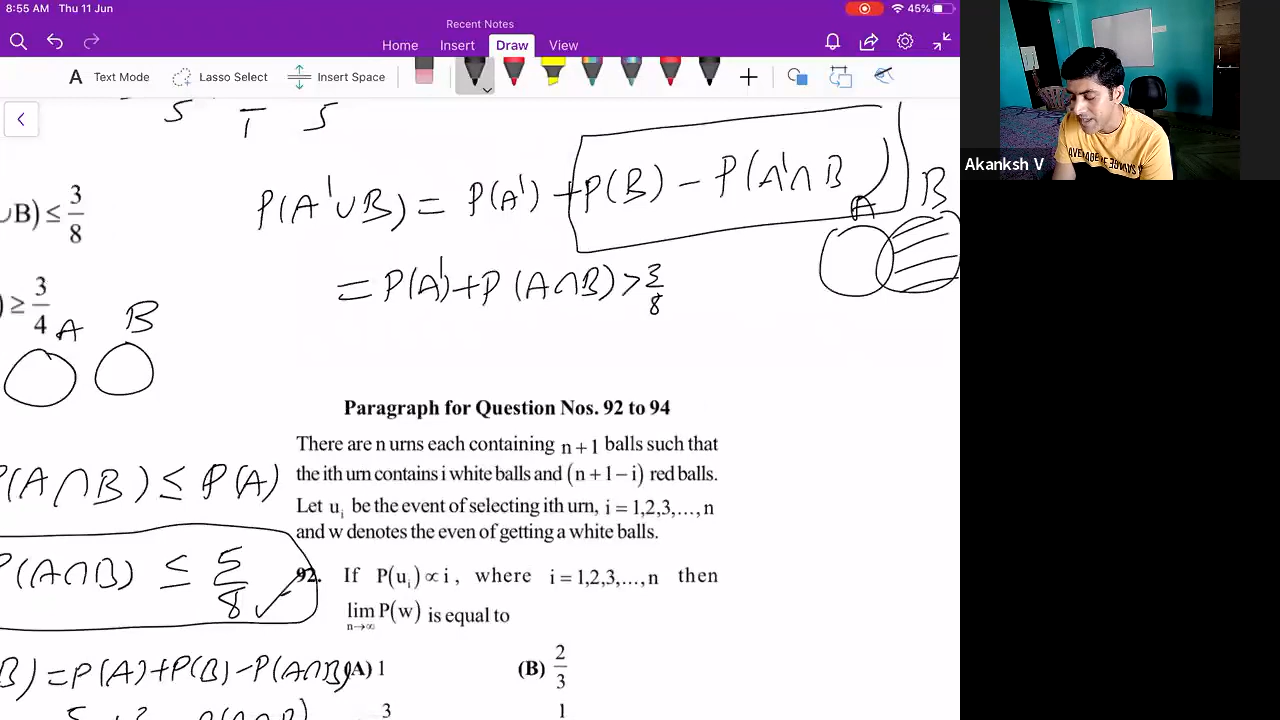 8:55 AM Thu 11 Jun
45%
Recent Notes
Home Insert Draw View
A Text Mode Lasso Select Insert Space
S T S
P(A'∪B) = P(A') + P(B) − P(A'∩B)
= P(A') + P(A∩B) > 3/8
A B
∪B) ≤ 3/8
) ≥ 3/4
A B
P(A∩B) ≤ P(A)
P(A∩B) ≤ 5/8 ✓
B) = P(A)+P(B)−P(A∩B)
Paragraph for Question Nos. 92 to 94
There are n urns each containing n+1 balls such that
the ith urn contains i white balls and (n+1−i) red balls.
Let uᵢ be the event of selecting ith urn, i = 1,2,3,...,n
and w denotes the even of getting a white balls.
92. If P(uᵢ) ∝ i, where i = 1,2,3,...,n then
lim n→∞ P(w) is equal to
(A) 1 (B) 2/3
3 1
Akanksh V